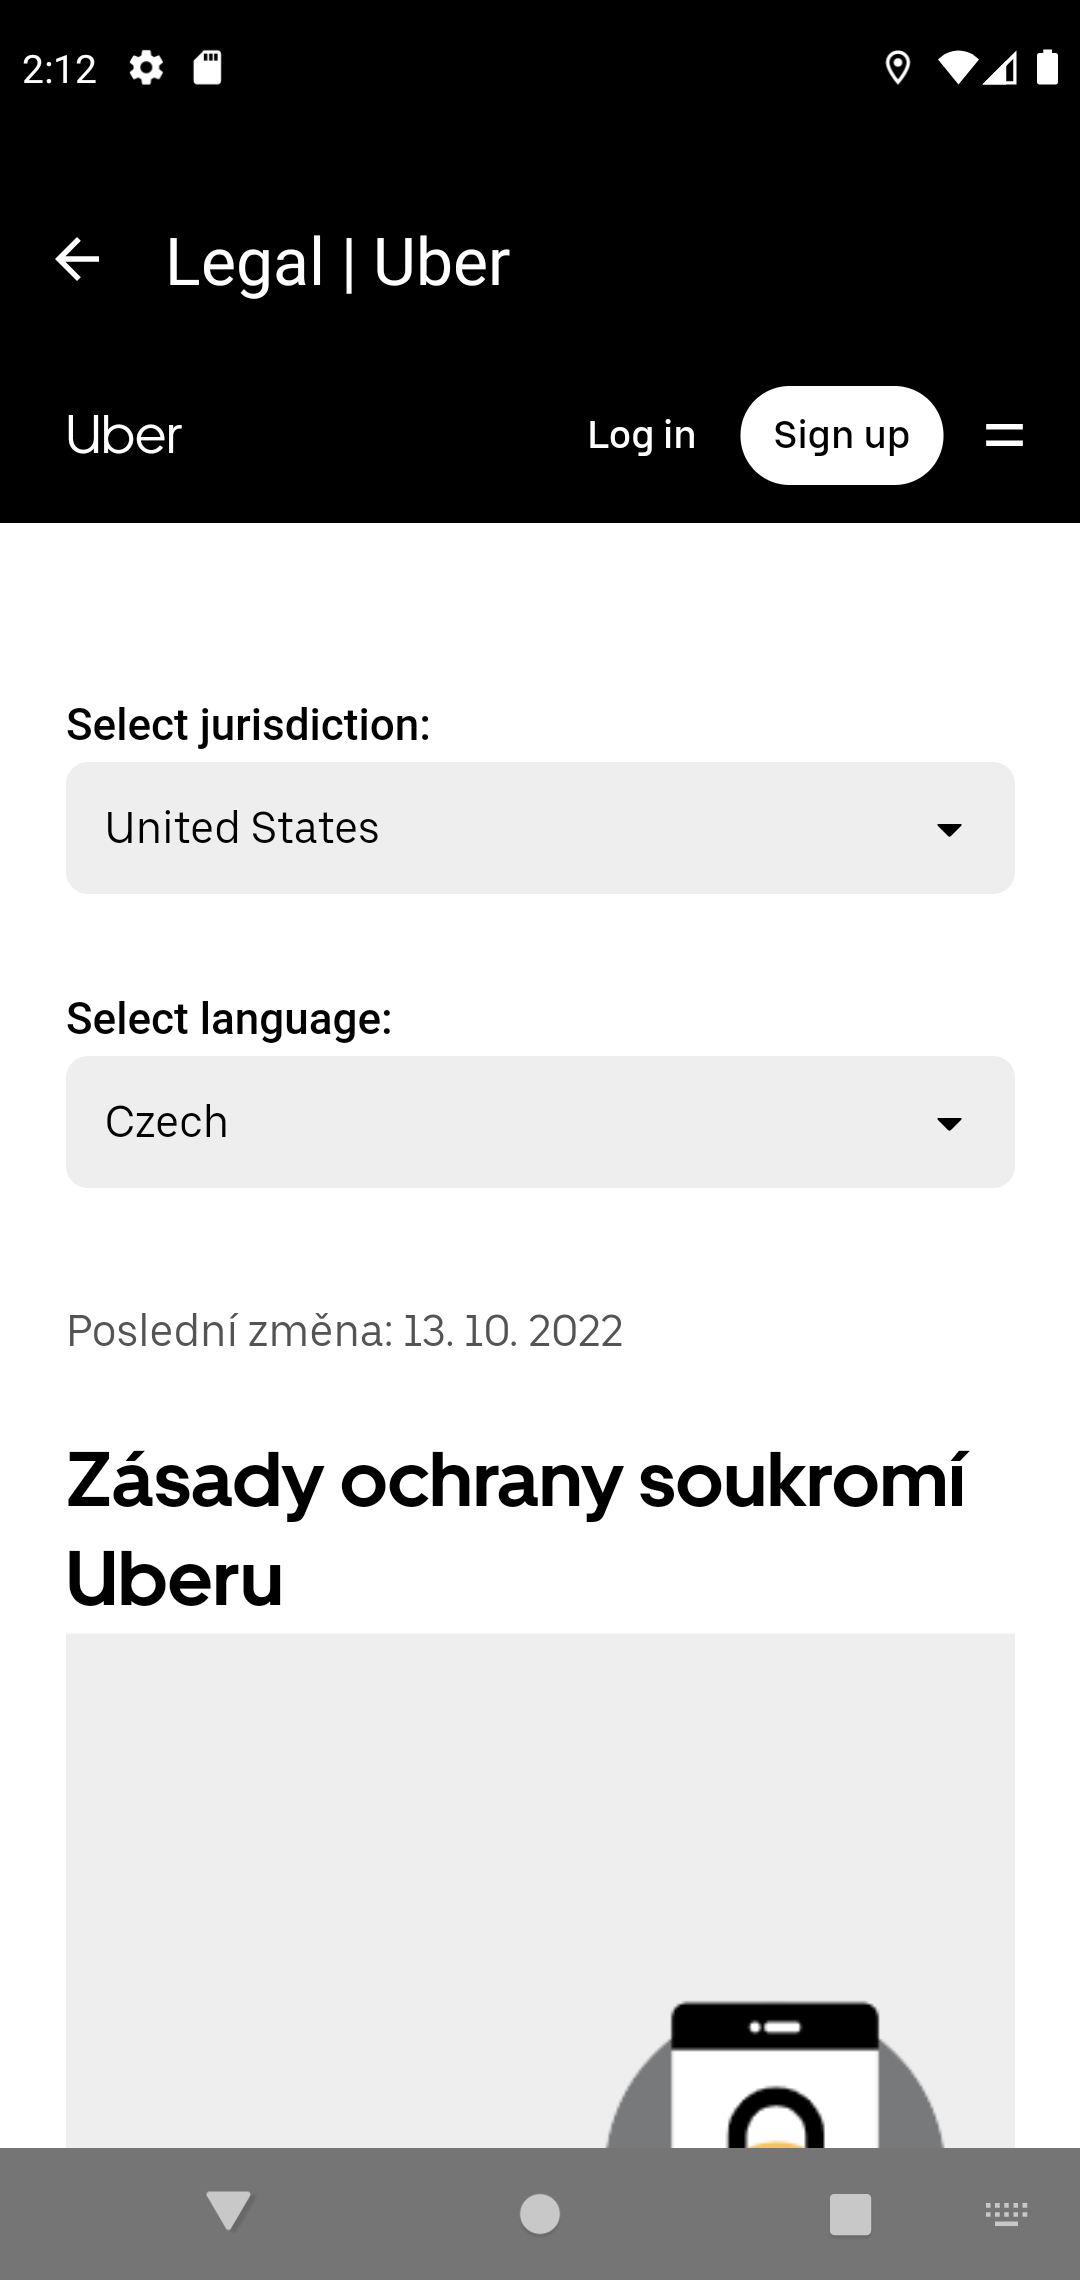 2:12
Legal | Uber
Uber
Log in
Sign up
Select jurisdiction:
United States
Select language:
Czech
Poslední změna: 13. 10. 2022
Zásady ochrany soukromí
Uberu